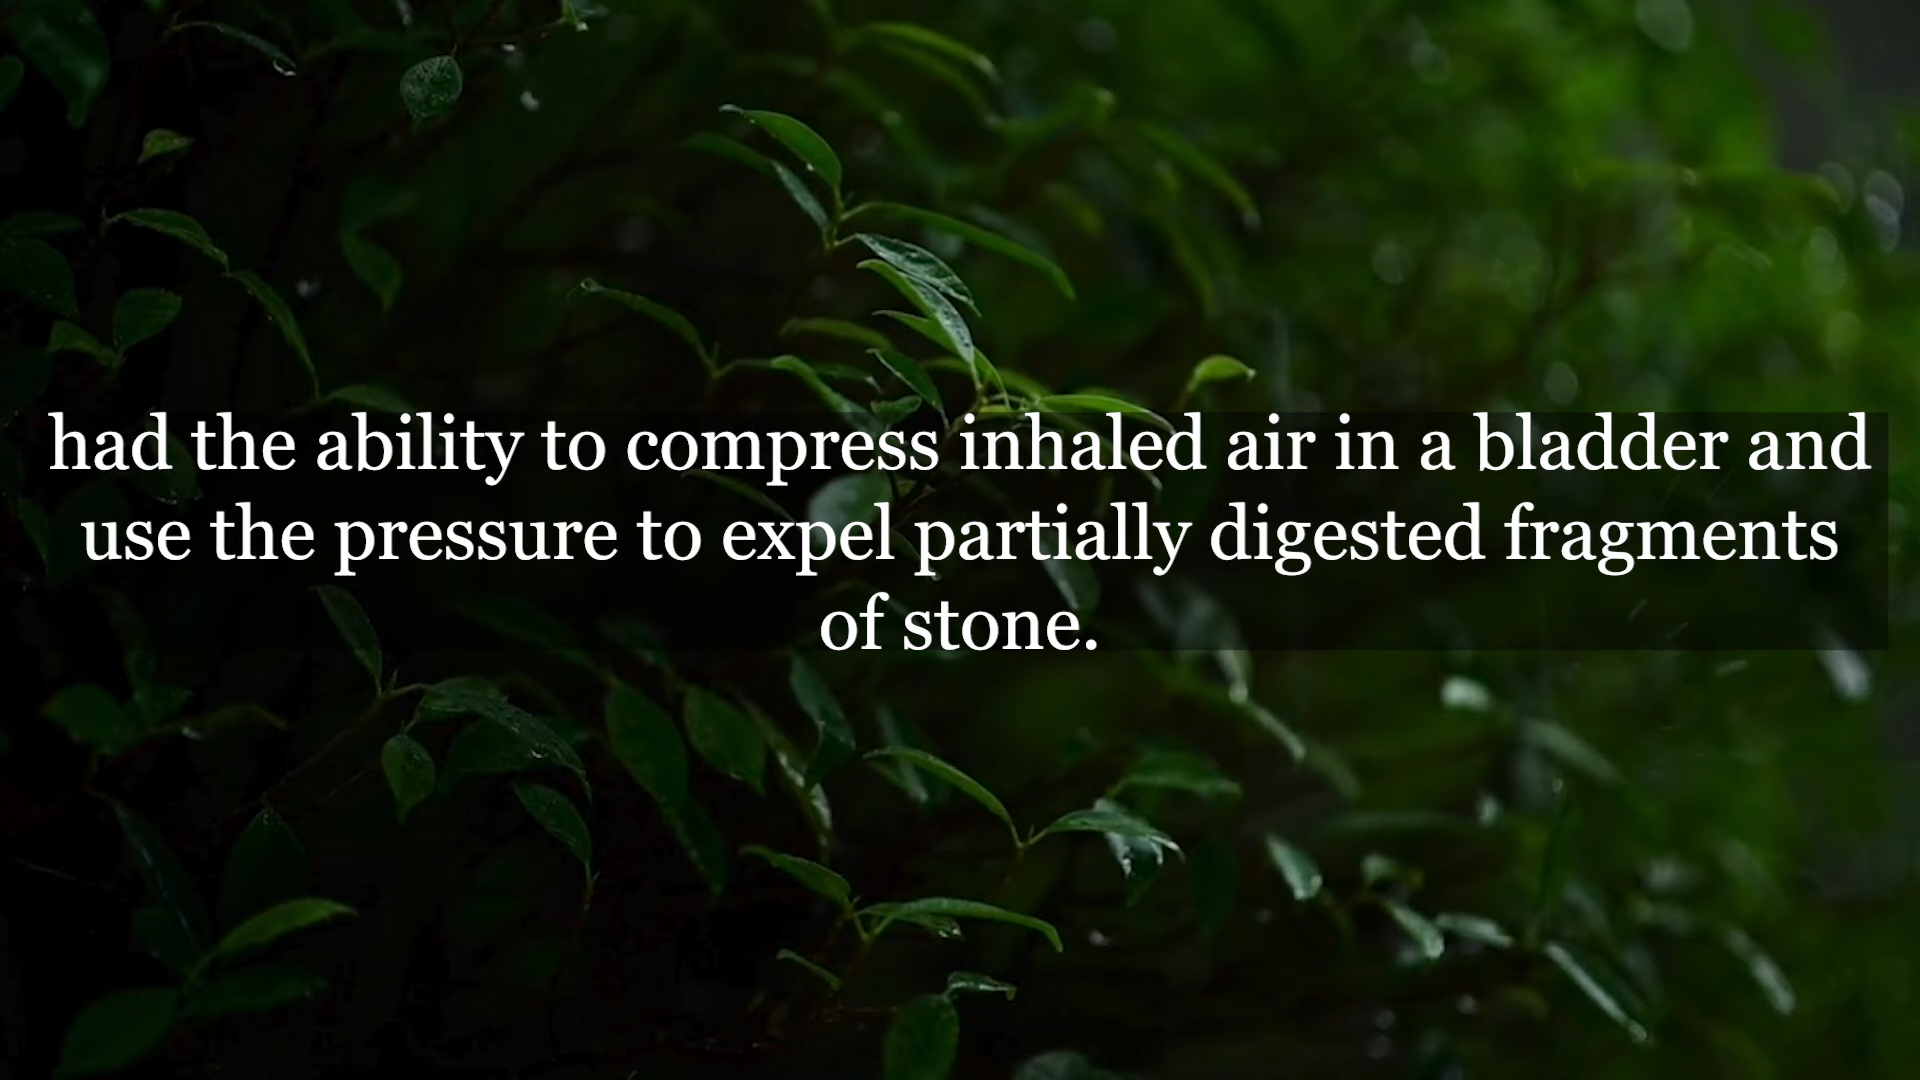 had the ability to compress inhaled air in a bladder and
use the pressure to expel partially digested fragments
of stone.